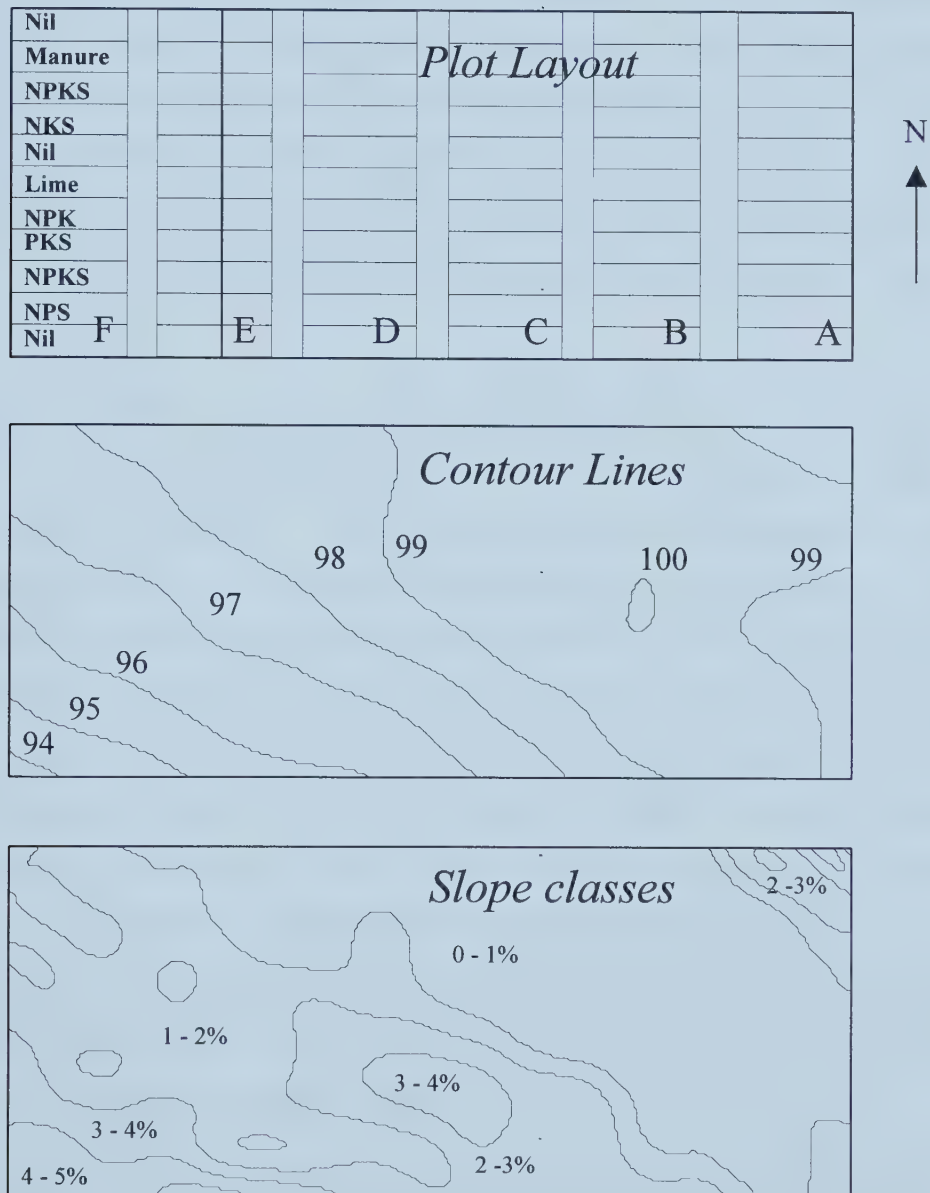 Nil
Manure
NPKS
NKS
Nil
Lime
NPK
PKS
NPKS
NPS
Nil
Plot Layout
F E D C B A
N
Contour Lines
98 99 100 99
97
96
95
94
Slope classes
2 -3%
0 - 1%
1 - 2%
3 - 4%
3 - 4%
2 -3%
4 - 5%